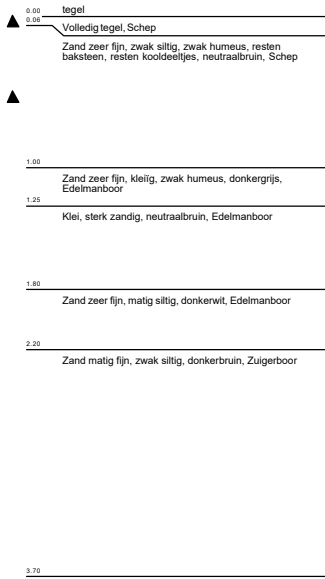 0.00
tegel
0.06
Volledig tegel, Schep
Zand zeer fijn, zwak siltig, zwak humeus, resten
baksteen, resten kooldeeltjes, neutraalbruin, Schep
1.00
Zand zeer fijn, kleiïg, zwak humeus, donkergrijs,
Edelmanboor
1.25
Klei, sterk zandig, neutraalbruin, Edelmanboor
1.80
Zand zeer fijn, matig siltig, donkerwit, Edelmanboor
2.20
Zand matig fijn, zwak siltig, donkerbruin, Zuigerboor
3.70